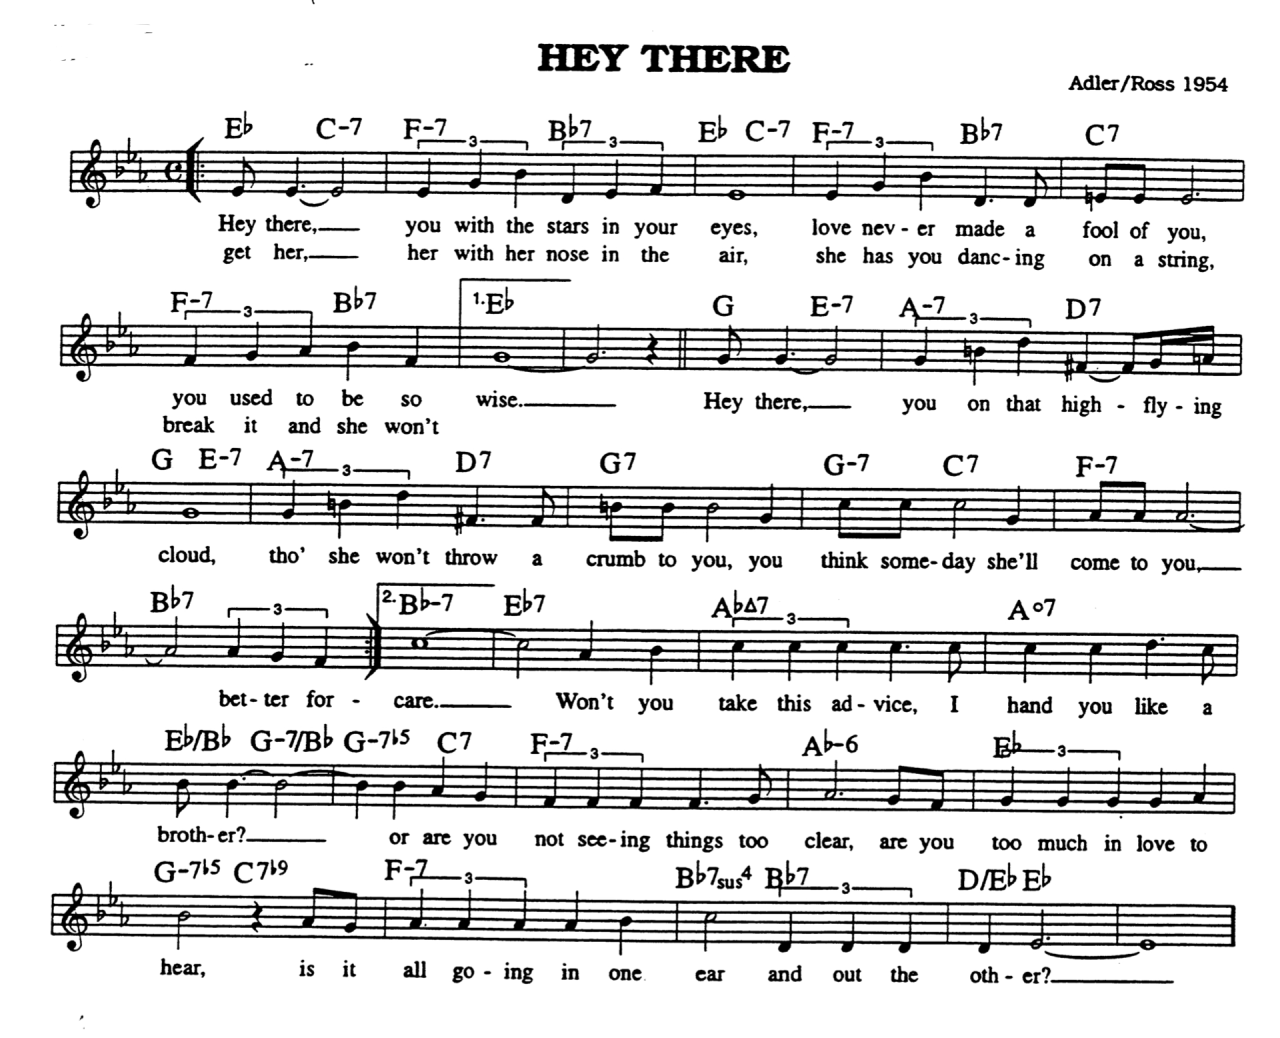 HEY THERE
Adler/Ross 1954
E♭ C-7 F-7 3 B♭7 3 E♭ C-7 F-7 3 B♭7 C7
Hey there,____ you with the stars in your eyes, love nev - er made a fool of you,
get her,____ her with her nose in the air, she has you danc - ing on a string,
F-7 3 B♭7 1. E♭ G E-7 A-7 3 D7
you used to be so wise.____ Hey there,____ you on that high - fly - ing
break it and she won't
G E-7 A-7 3 D7 G7 G-7 C7 F-7
cloud, tho' she won't throw a crumb to you, you think some - day she'll come to you,____
B♭7 3 2. B♭-7 E♭7 A♭Δ7 3 A○7
bet - ter for - care.____ Won't you take this ad - vice, I hand you like a
E♭/B♭ G-7/B♭ G-7♭5 C7 F-7 3 A♭-6 E♭ 3
broth - er?____ or are you not see - ing things too clear, are you too much in love to
G-7♭5 C7♭9 F-7 3 B♭7sus4 B♭7 3 D/E♭ E♭
hear, is it all go - ing in one ear and out the oth - er?____